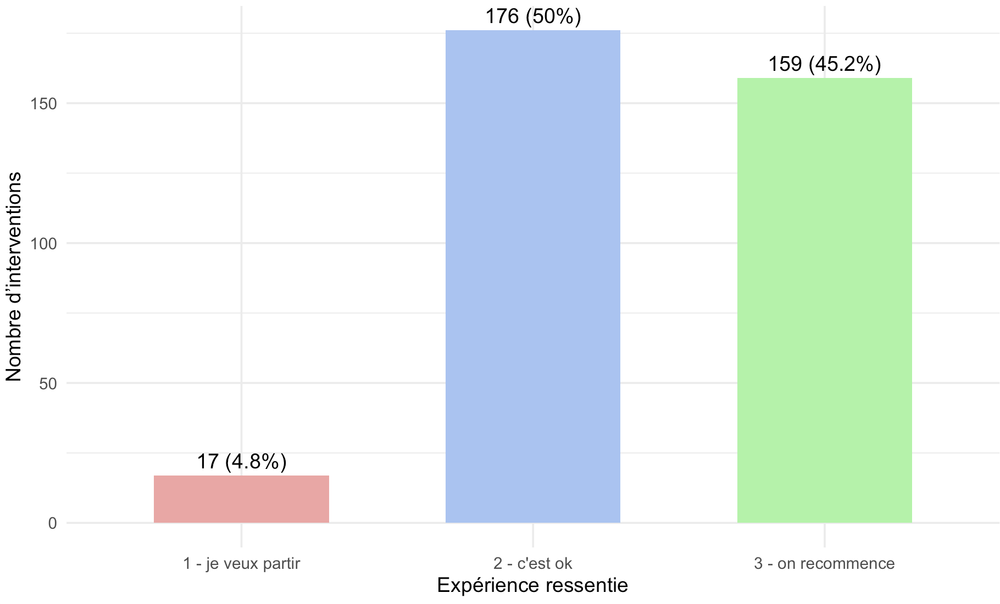 176 (50%)
159 (45.2%)
150
100
50
17 (4.8%)
0
Nombre d’interventions
1 - je veux partir
2 - c'est ok
3 - on recommence
Expérience ressentie